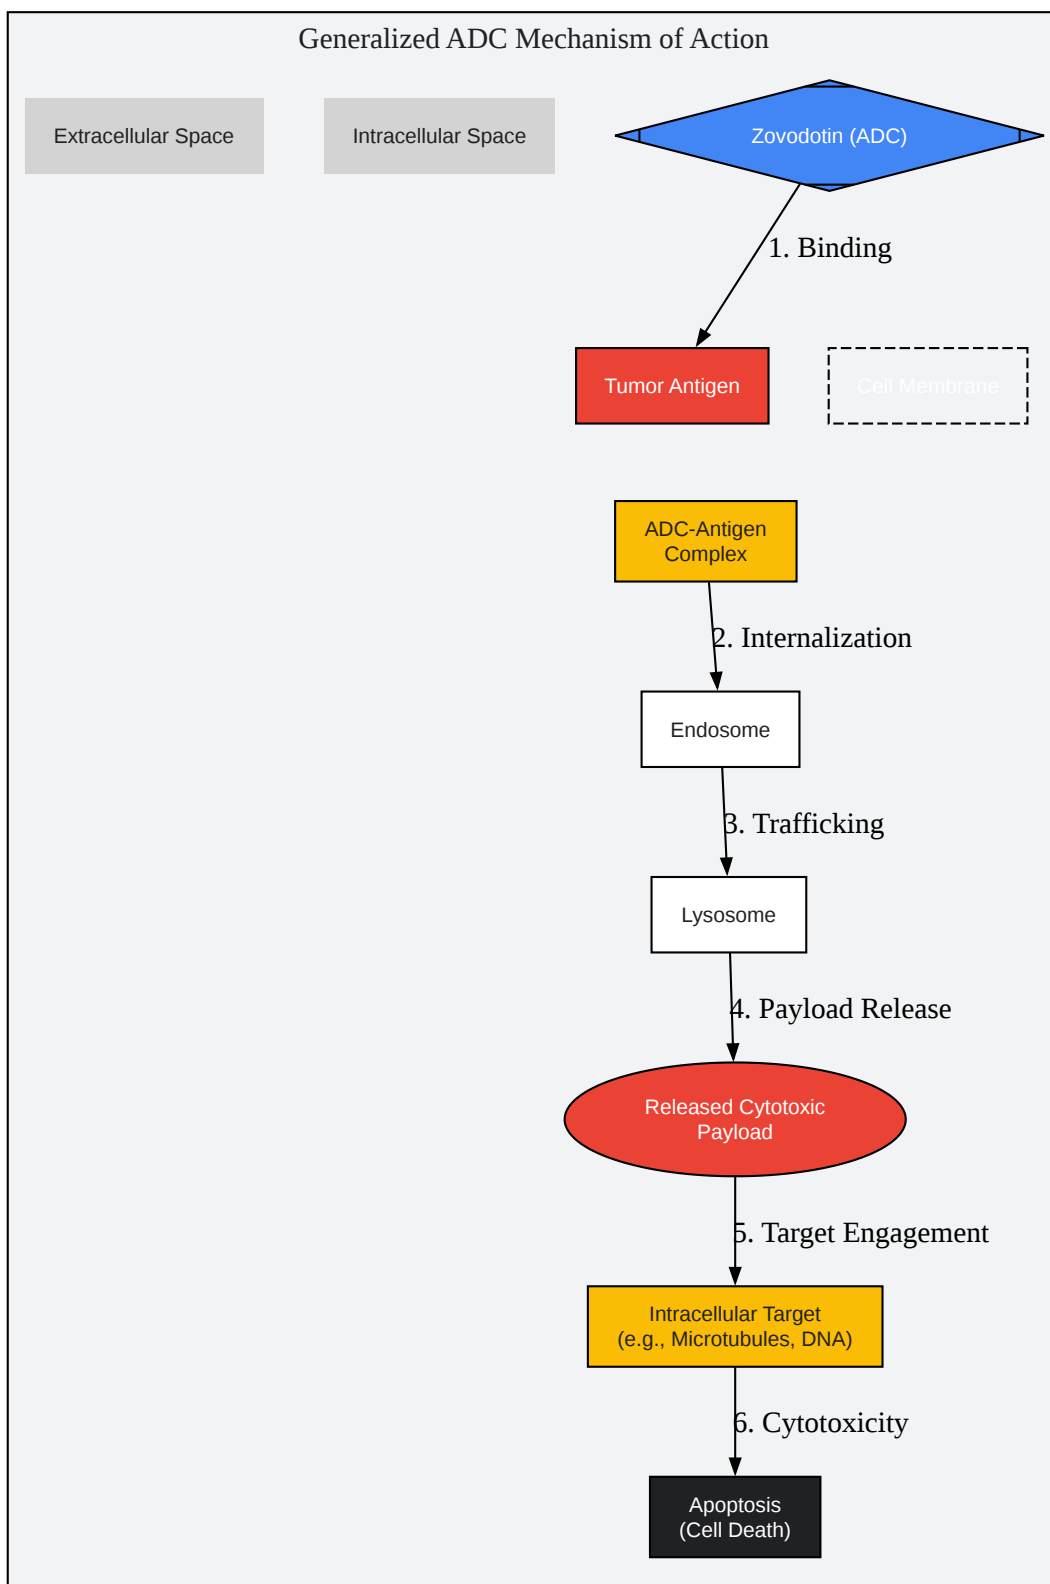 Generalized ADC Mechanism of Action
Extracellular Space
Intracellular Space
Zovodotin (ADC)
1. Binding
Tumor Antigen
Cell Membrane
ADC-Antigen
Complex
2. Internalization
Endosome
3. Trafficking
Lysosome
4. Payload Release
Released Cytotoxic
Payload
5. Target Engagement
Intracellular Target
(e.g., Microtubules, DNA)
6. Cytotoxicity
Apoptosis
(Cell Death)